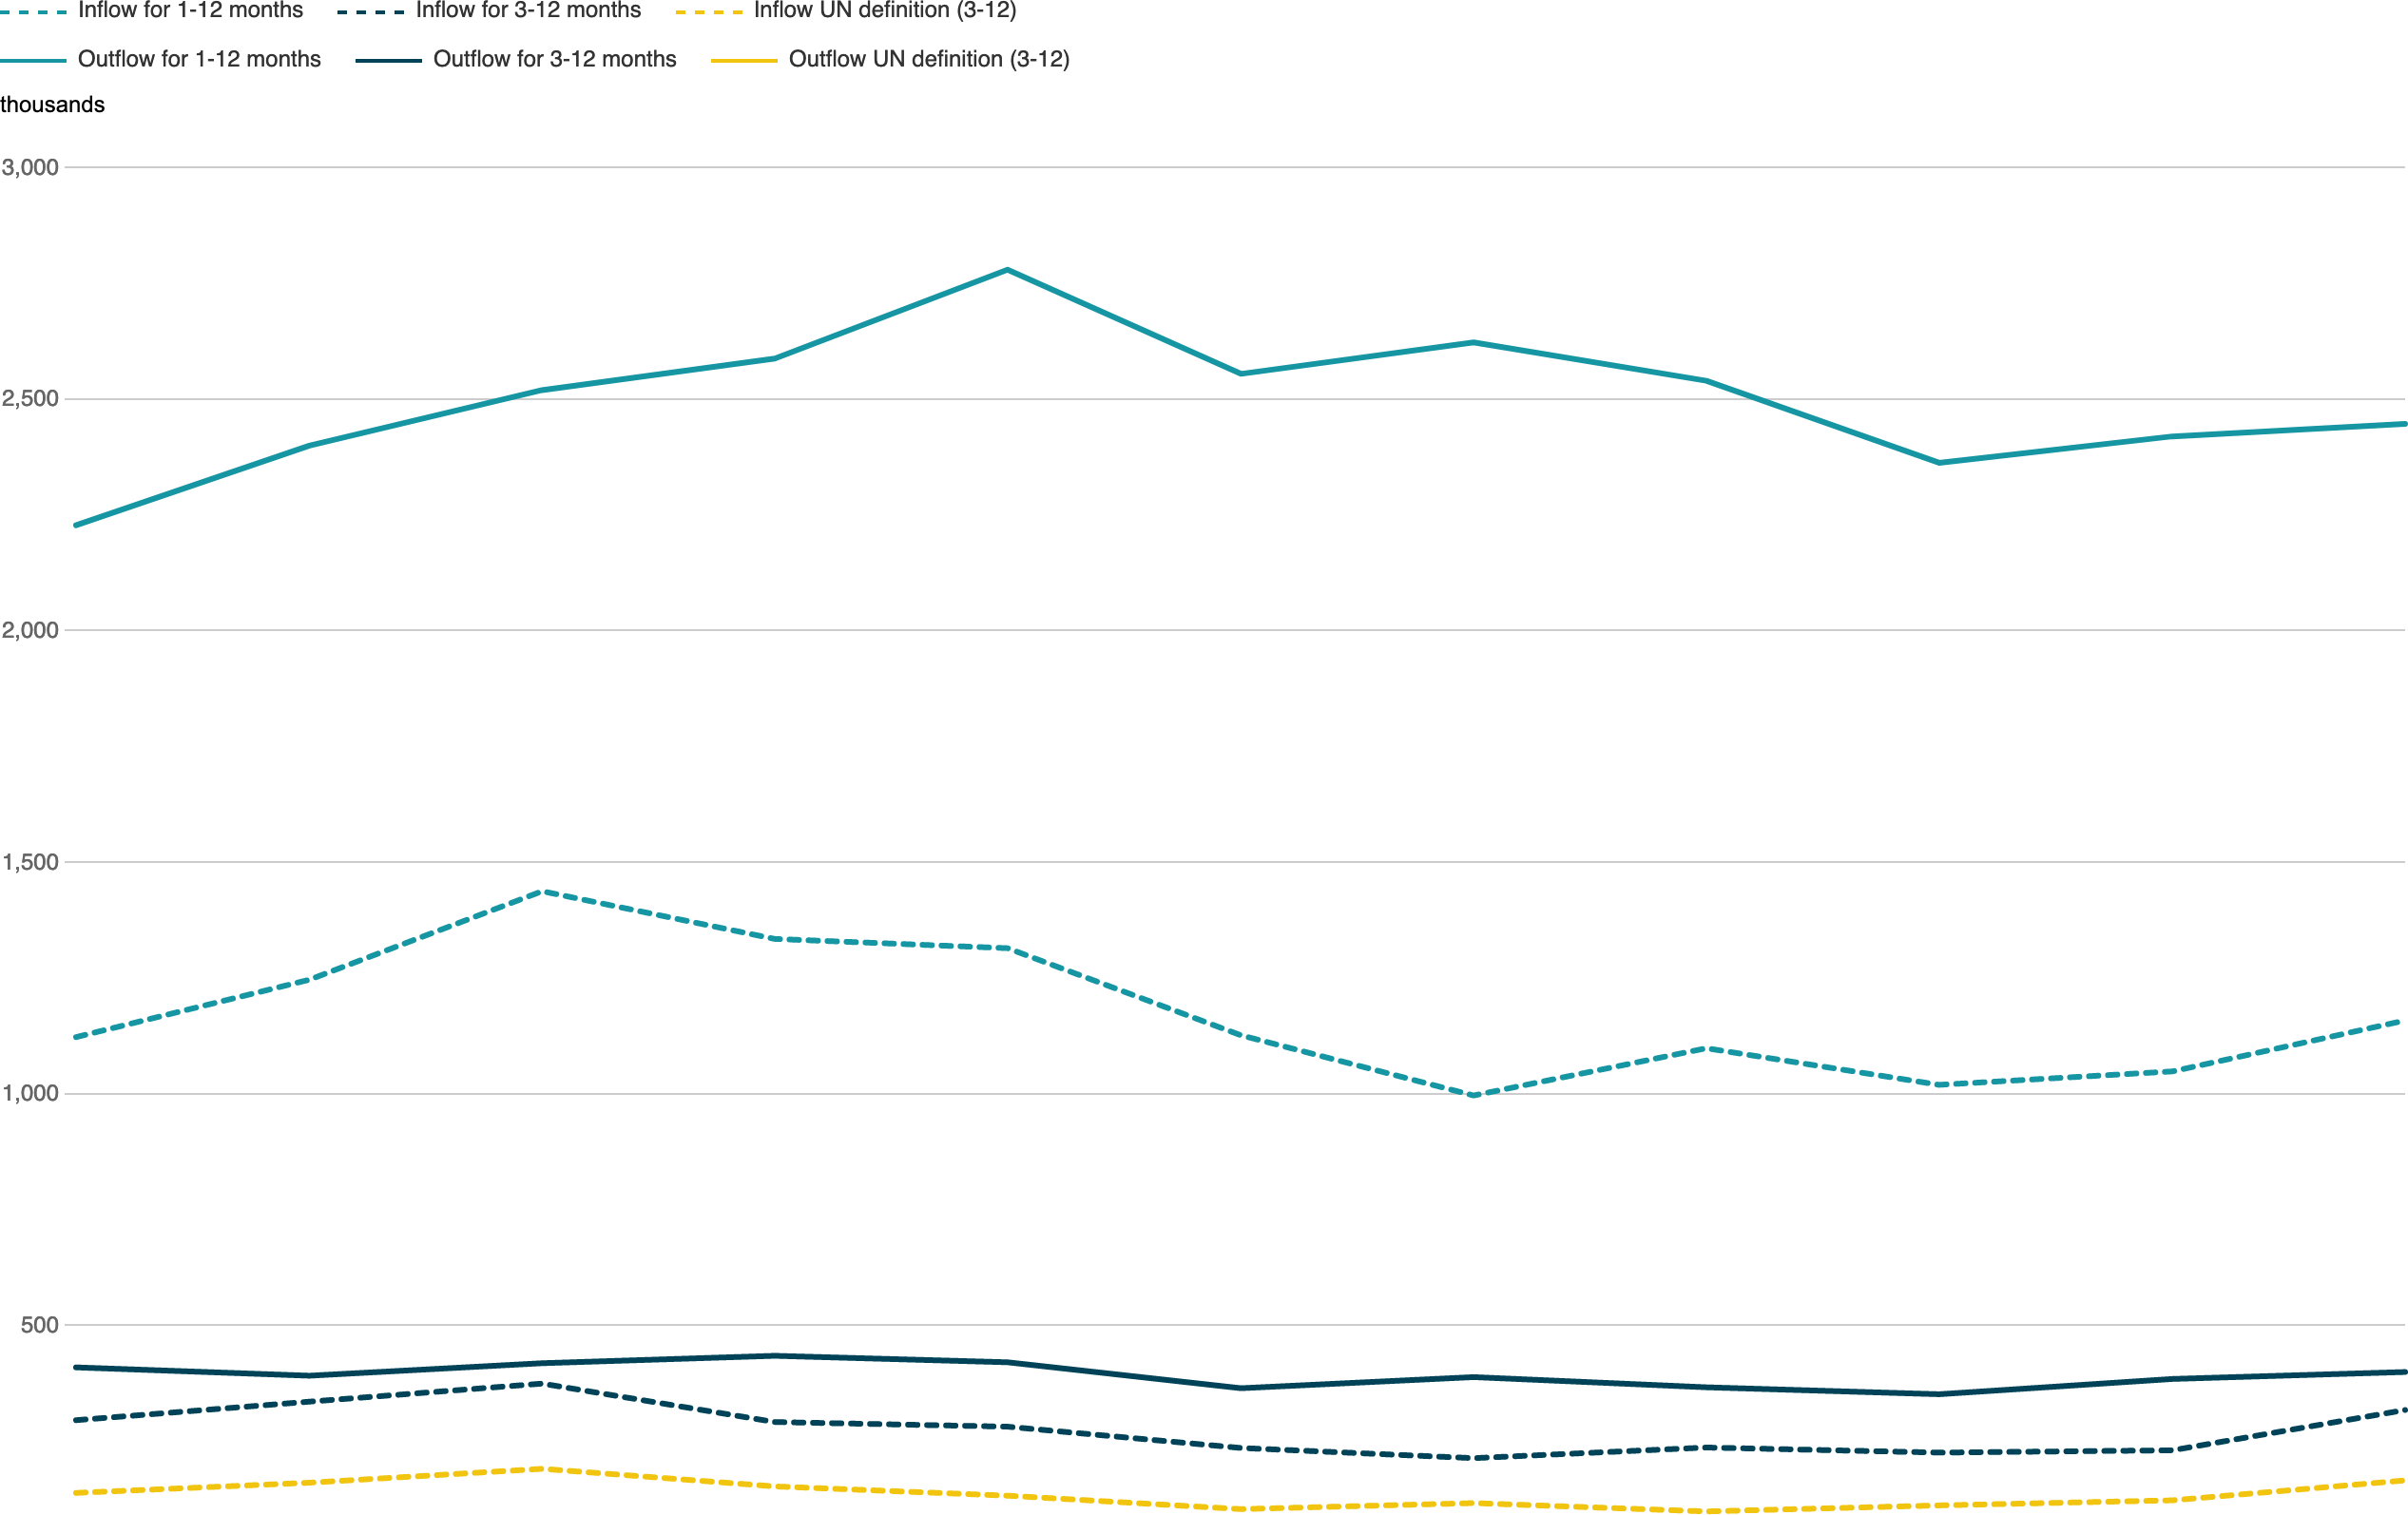 Inflow for 1-12 months Inflow for 3-12 months Inflow UN definition (3-12)
Outflow for 1-12 months Outflow for 3-12 months Outflow UN definition (3-12)
thousands
3,000
2,500
2,000
1,500
1,000
500